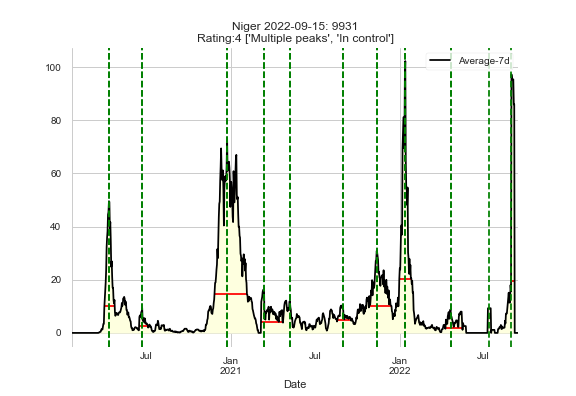 Niger 2022-09-15: 9931
Rating:4 ['Multiple peaks', 'In control']
Average-7d
100
80
60
40
20
0
Jul
Jan
2021
Jul
Jan
2022
Jul
Date